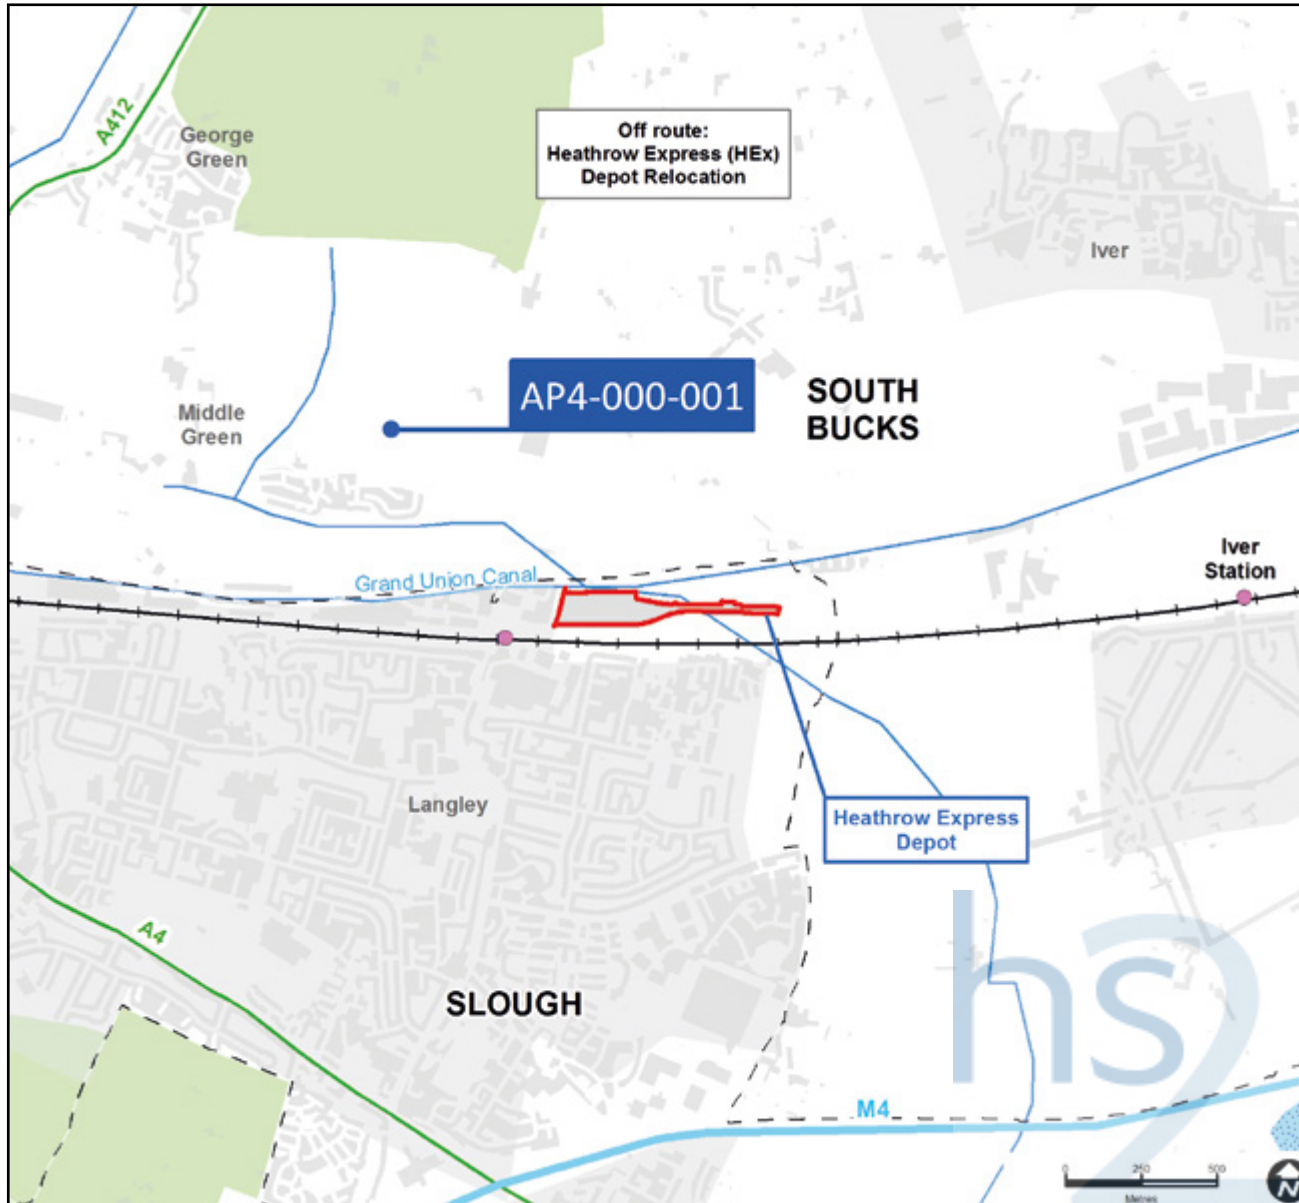 A412
George
Green
Off route:
Heathrow Express (HEx)
Depot Relocation
Iver
AP4-000-001
SOUTH
BUCKS
Middle
Green
Iver
Station
Grand Union Canal
Langley
Heathrow Express
Depot
A4
SLOUGH
hs2
M4
0 250 500
Metres
N